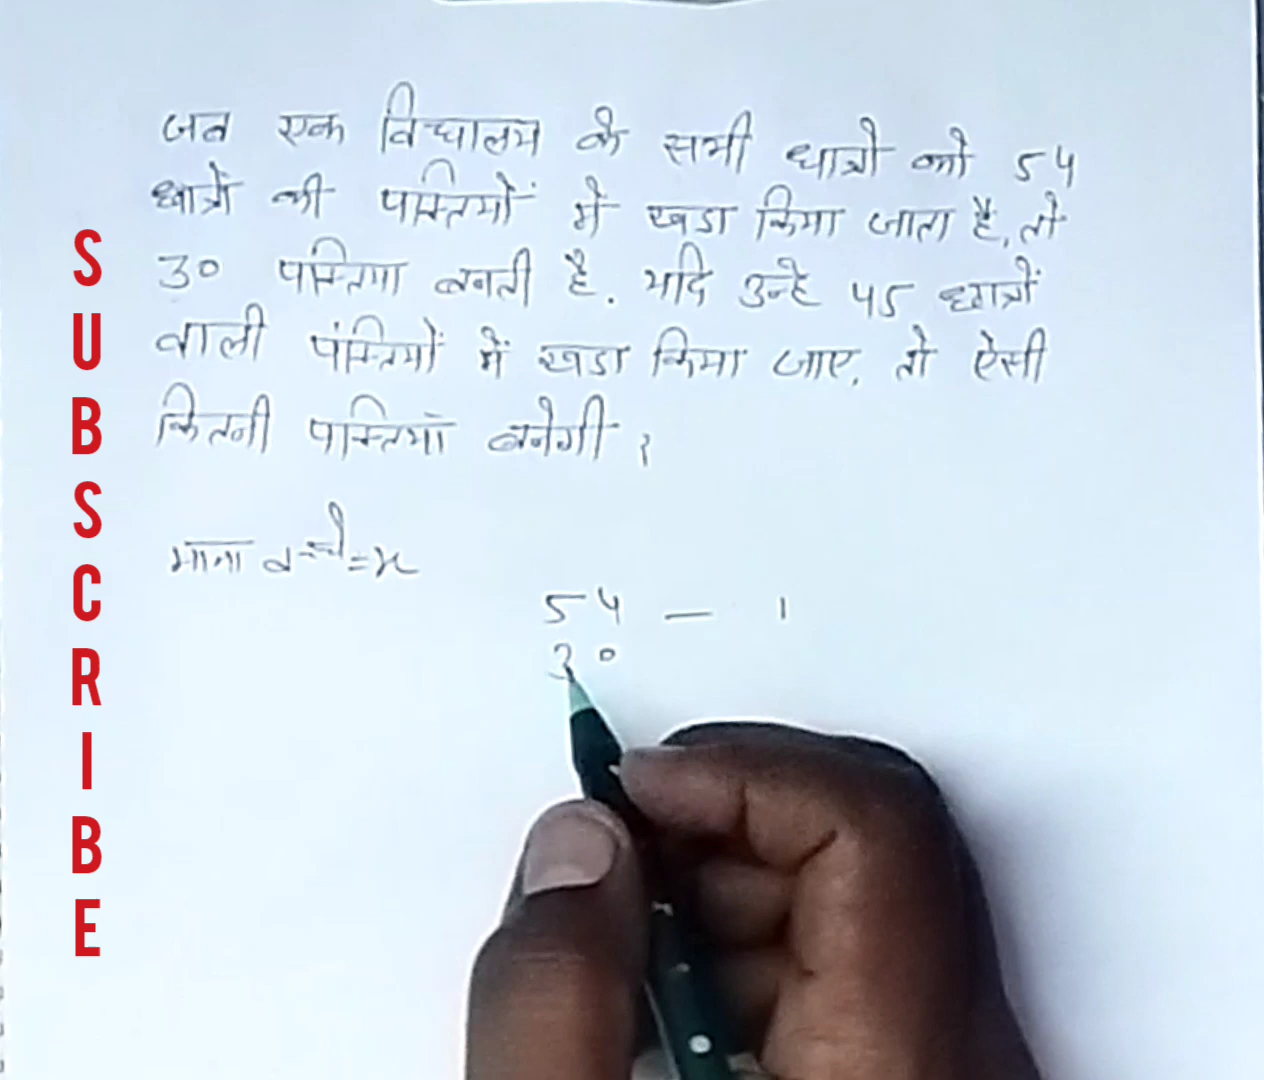 जब एक विद्यालय के सभी छात्रो को 54
छात्रों की पंक्तियों में खडा किया जाता है, तो
30 पंक्तिया बनती है. यदि उन्हे 45 छात्रों
वाली पंक्तियों में खडा किया जाए, तो ऐसी
कितनी पंक्तियां बनेगी ?
माना बच्चे = x
54 — 1
30
SUBSCRIBE